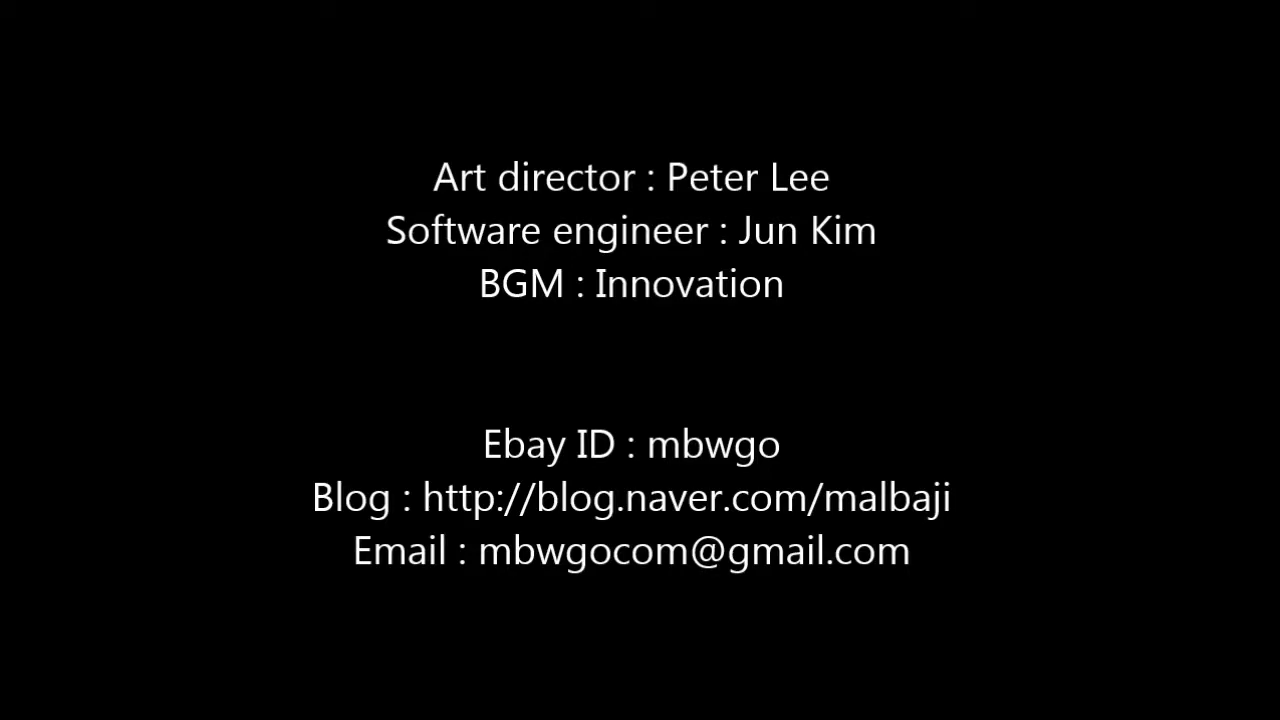 Art director : Peter Lee
Software engineer : Jun Kim
BGM : Innovation
Ebay ID : mbwgo
Blog : http://blog.naver.com/malbaji
Email : mbwgocom@gmail.com